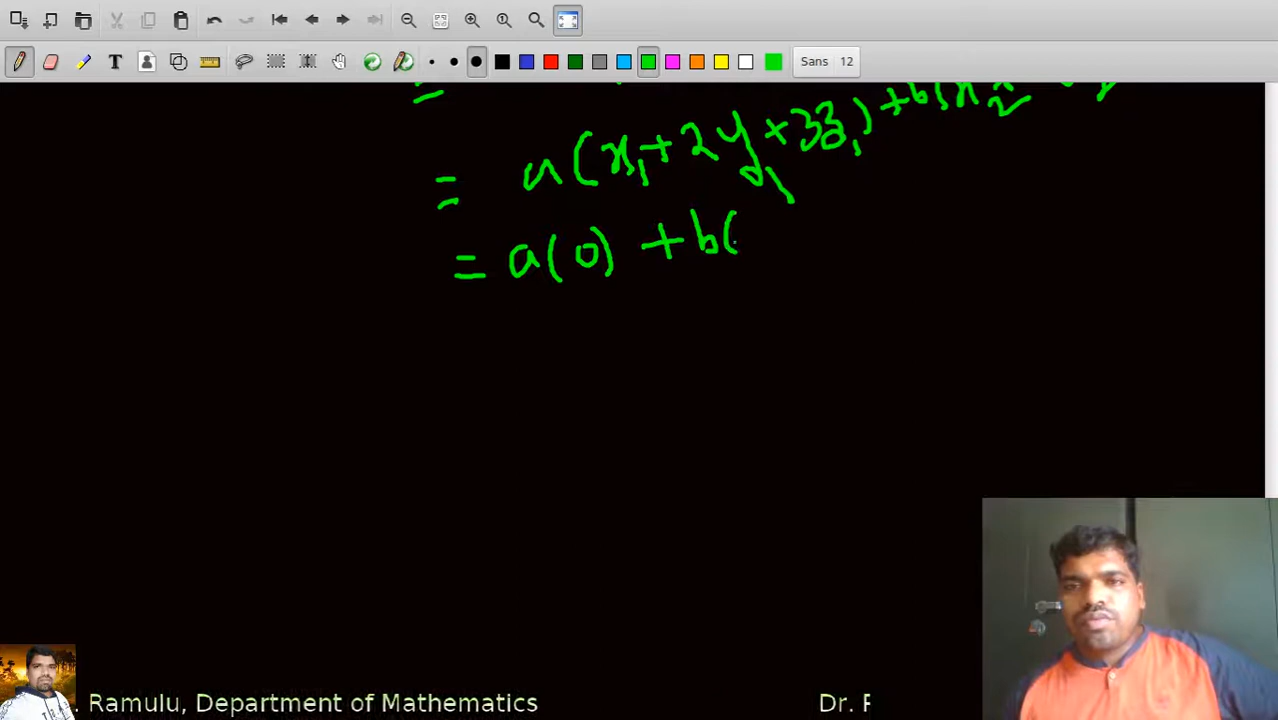 Sans 12
= a(x₁+2y₁+3z₁)+b(x₂
= a(0) +b(
. Ramulu, Department of Mathematics
Dr. F